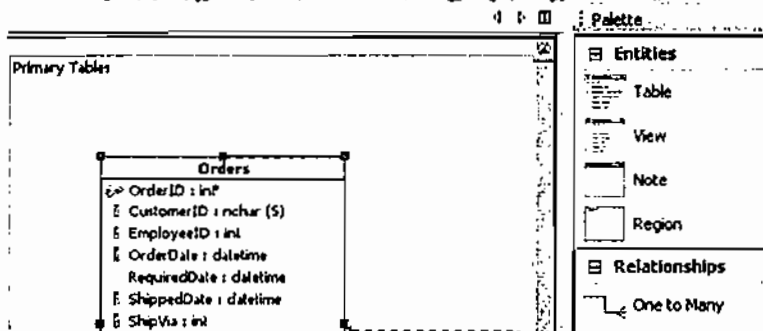 Palette
Primary Tables
Entities
Table
View
Note
Region
Relationships
One to Many
Orders
OrderID : int*
CustomerID : nchar (5)
EmployeeID : int
OrderDate : datetime
RequiredDate : datetime
ShippedDate : datetime
ShipVia : int